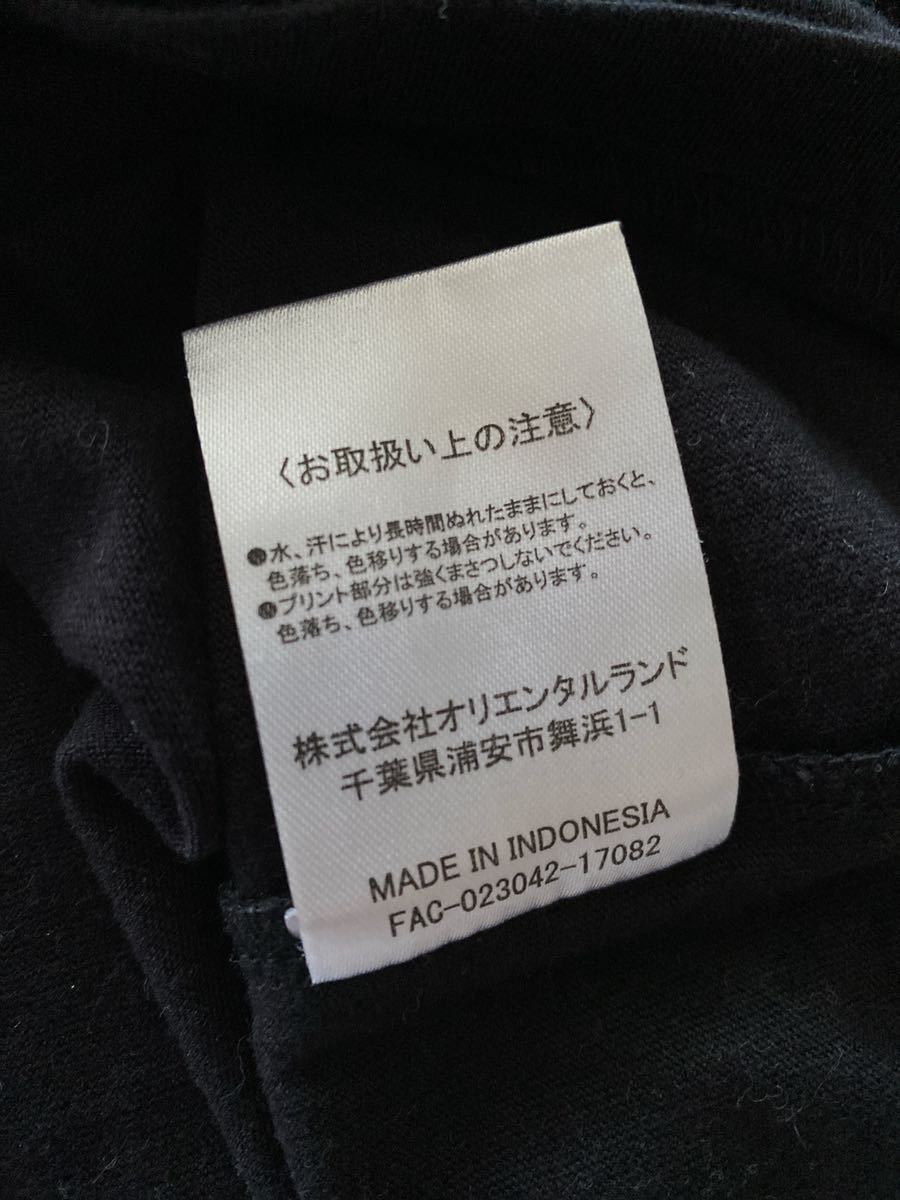 〈お取扱い上の注意〉
●水、汗により長時間ぬれたままにしておくと、
色落ち、色移りする場合があります。
●プリント部分は強くまさつしないでください。
色落ち、色移りする場合があります。
株式会社オリエンタルランド
千葉県浦安市舞浜1-1
MADE IN INDONESIA
FAC-023042-17082